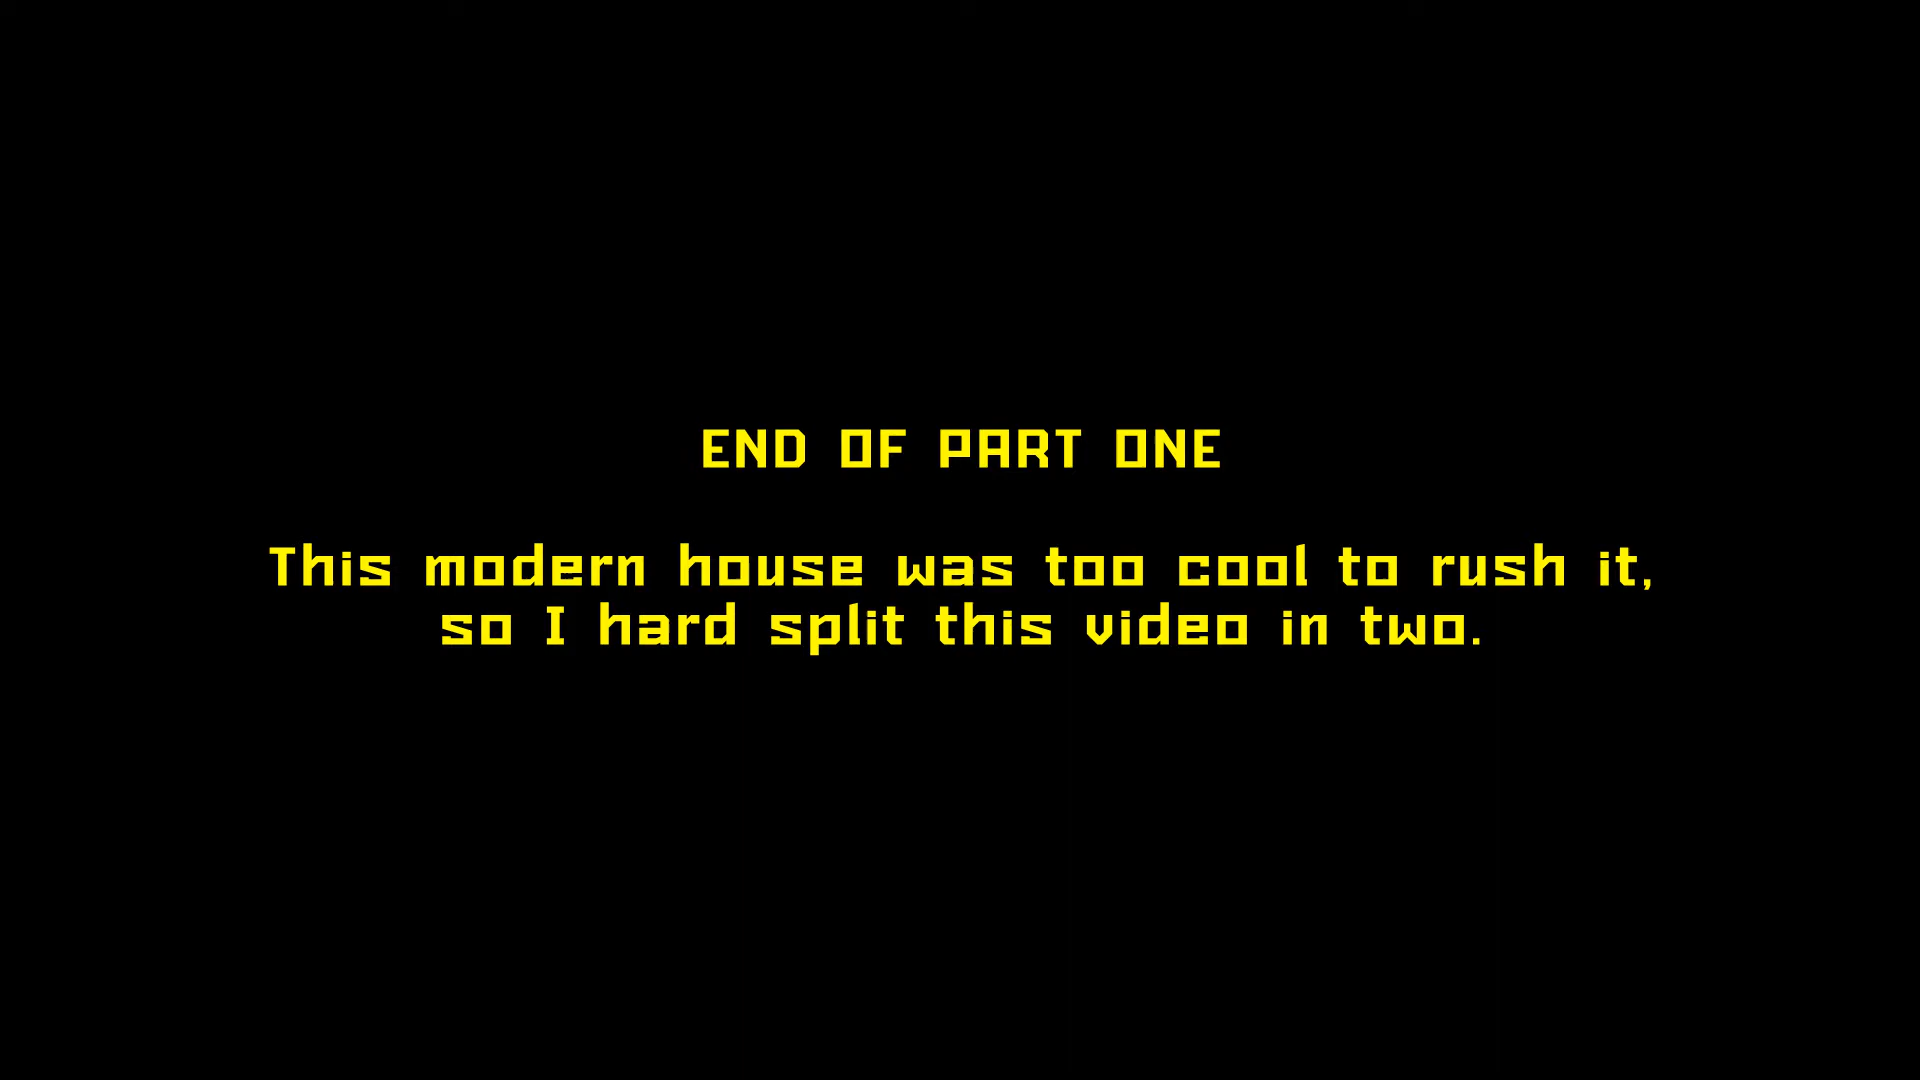 END OF PART ONE
This modern house was too cool to rush it,
so I hard split this video in two.